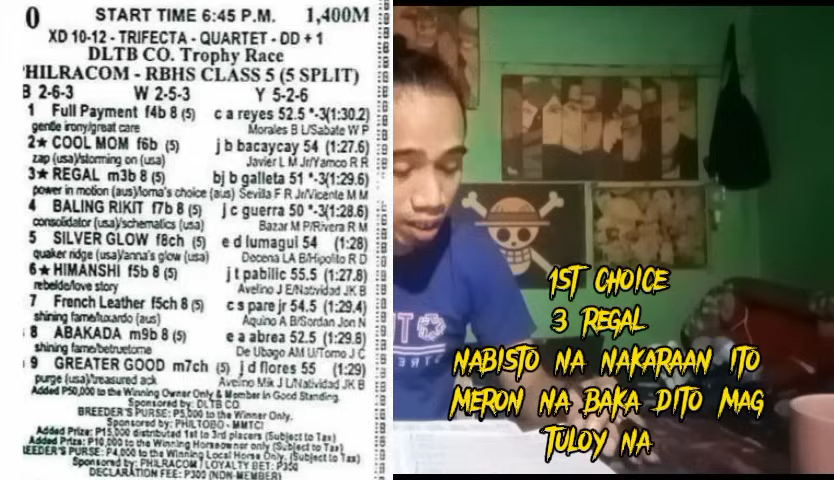 0 START TIME 6:45 P.M. 1,400M
XD 10-12 - TRIFECTA - QUARTET - DD + 1
DLTB CO. Trophy Race
PHILRACOM - RBHS CLASS 5 (5 SPLIT)
B 2-6-3 W 2-5-3 Y 5-2-6
1 Full Payment f4b 8 (5) c a reyes 52.5 *-3(1:30.2)
gentle irony/great care Morales B L/Sabate W P
2★ COOL MOM f6b (5) j b bacaycay 54 (1:27.6)
zap (usa)/storming on (usa) Javier L M Jr/Yamco R R
3★ REGAL m3b 8 (5) bj b galleta 51 *(1:29.6)
power in motion (aus)/loma's choice (aus) Sevilla F R Jr/Vicente M M
4 BALING RIKIT f7b 8 (5) j c guerra 50 *-3(1:28.6)
consolidator (usa)/schematics (usa) Bazar M P/Rivera R M
5 SILVER GLOW f8ch (5) e d lumagui 54 (1:28)
quaker ridge (usa)/anna's glow (usa) Decena LA B/Hipolito R D
6★ HIMANSHI f5b 8 (5) j t pabilic 55.5 (1:27.8)
rebelde/love story Avelino J E/Natividad JK B
7 French Leather f5ch 8 (5) c s pare jr 54.5 (1:29.4)
shining fame/luxardo (aus) Aquino A B/Sordan Jon N
8 ABAKADA m9b 8 (5) e a abrea 52.5 (1:29.8)
shining fame/betruetome De Ubago AM U/Tomo J C
9 GREATER GOOD m7ch (5) j d flores 55 (1:29)
purge (usa)/treasured ack Avelino Mik J L/Natividad JK B
Added P50,000 to the Winning Owner Only & Member in Good Standing.
Sponsored by: DLTB CO.
BREEDER'S PURSE: P5,000 to the Winner Only.
Sponsored by: PHILTOBO - MMTCI
Added Prize: P15,000 distributed 1st to 3rd placers (Subject to Tax)
Added Prize: P10,000 to the Winning Horseowner only (Subject to Tax)
BREEDER'S PURSE: P4,000 to the Winning Local Horse Only. (Subject to Tax)
Sponsored by: PHILRACOM / LOYALTY BET: P350
DECLARATION FEE: P300 (NON-MEMBER)
1ST CHOICE
3 REGAL
NABISTO NA NAKARAAN ITO
MERON NA BAKA DITO MAG
TULOY NA